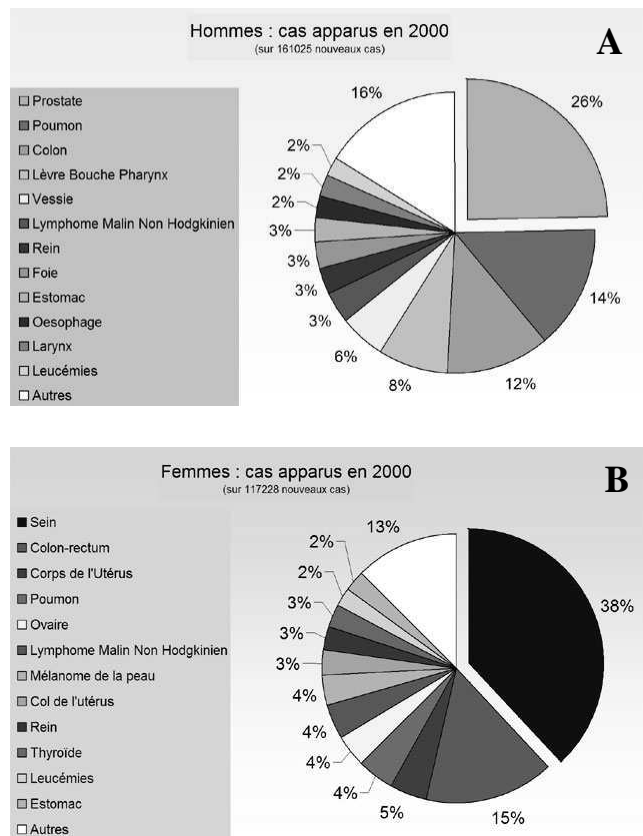 Hommes : cas apparus en 2000
(sur 161025 nouveaux cas)
A
Prostate
Poumon
Colon
Lèvre Bouche Pharynx
Vessie
Lymphome Malin Non Hodgkinien
Rein
Foie
Estomac
Oesophage
Larynx
Leucémies
Autres
26%
14%
12%
8%
6%
3%
3%
3%
3%
2%
2%
2%
16%
Femmes : cas apparus en 2000
(sur 117228 nouveaux cas)
B
Sein
Colon-rectum
Corps de l'Utérus
Poumon
Ovaire
Lymphome Malin Non Hodgkinien
Mélanome de la peau
Col de l'utérus
Rein
Thyroïde
Leucémies
Estomac
Autres
38%
15%
5%
4%
4%
4%
4%
3%
3%
3%
2%
2%
13%